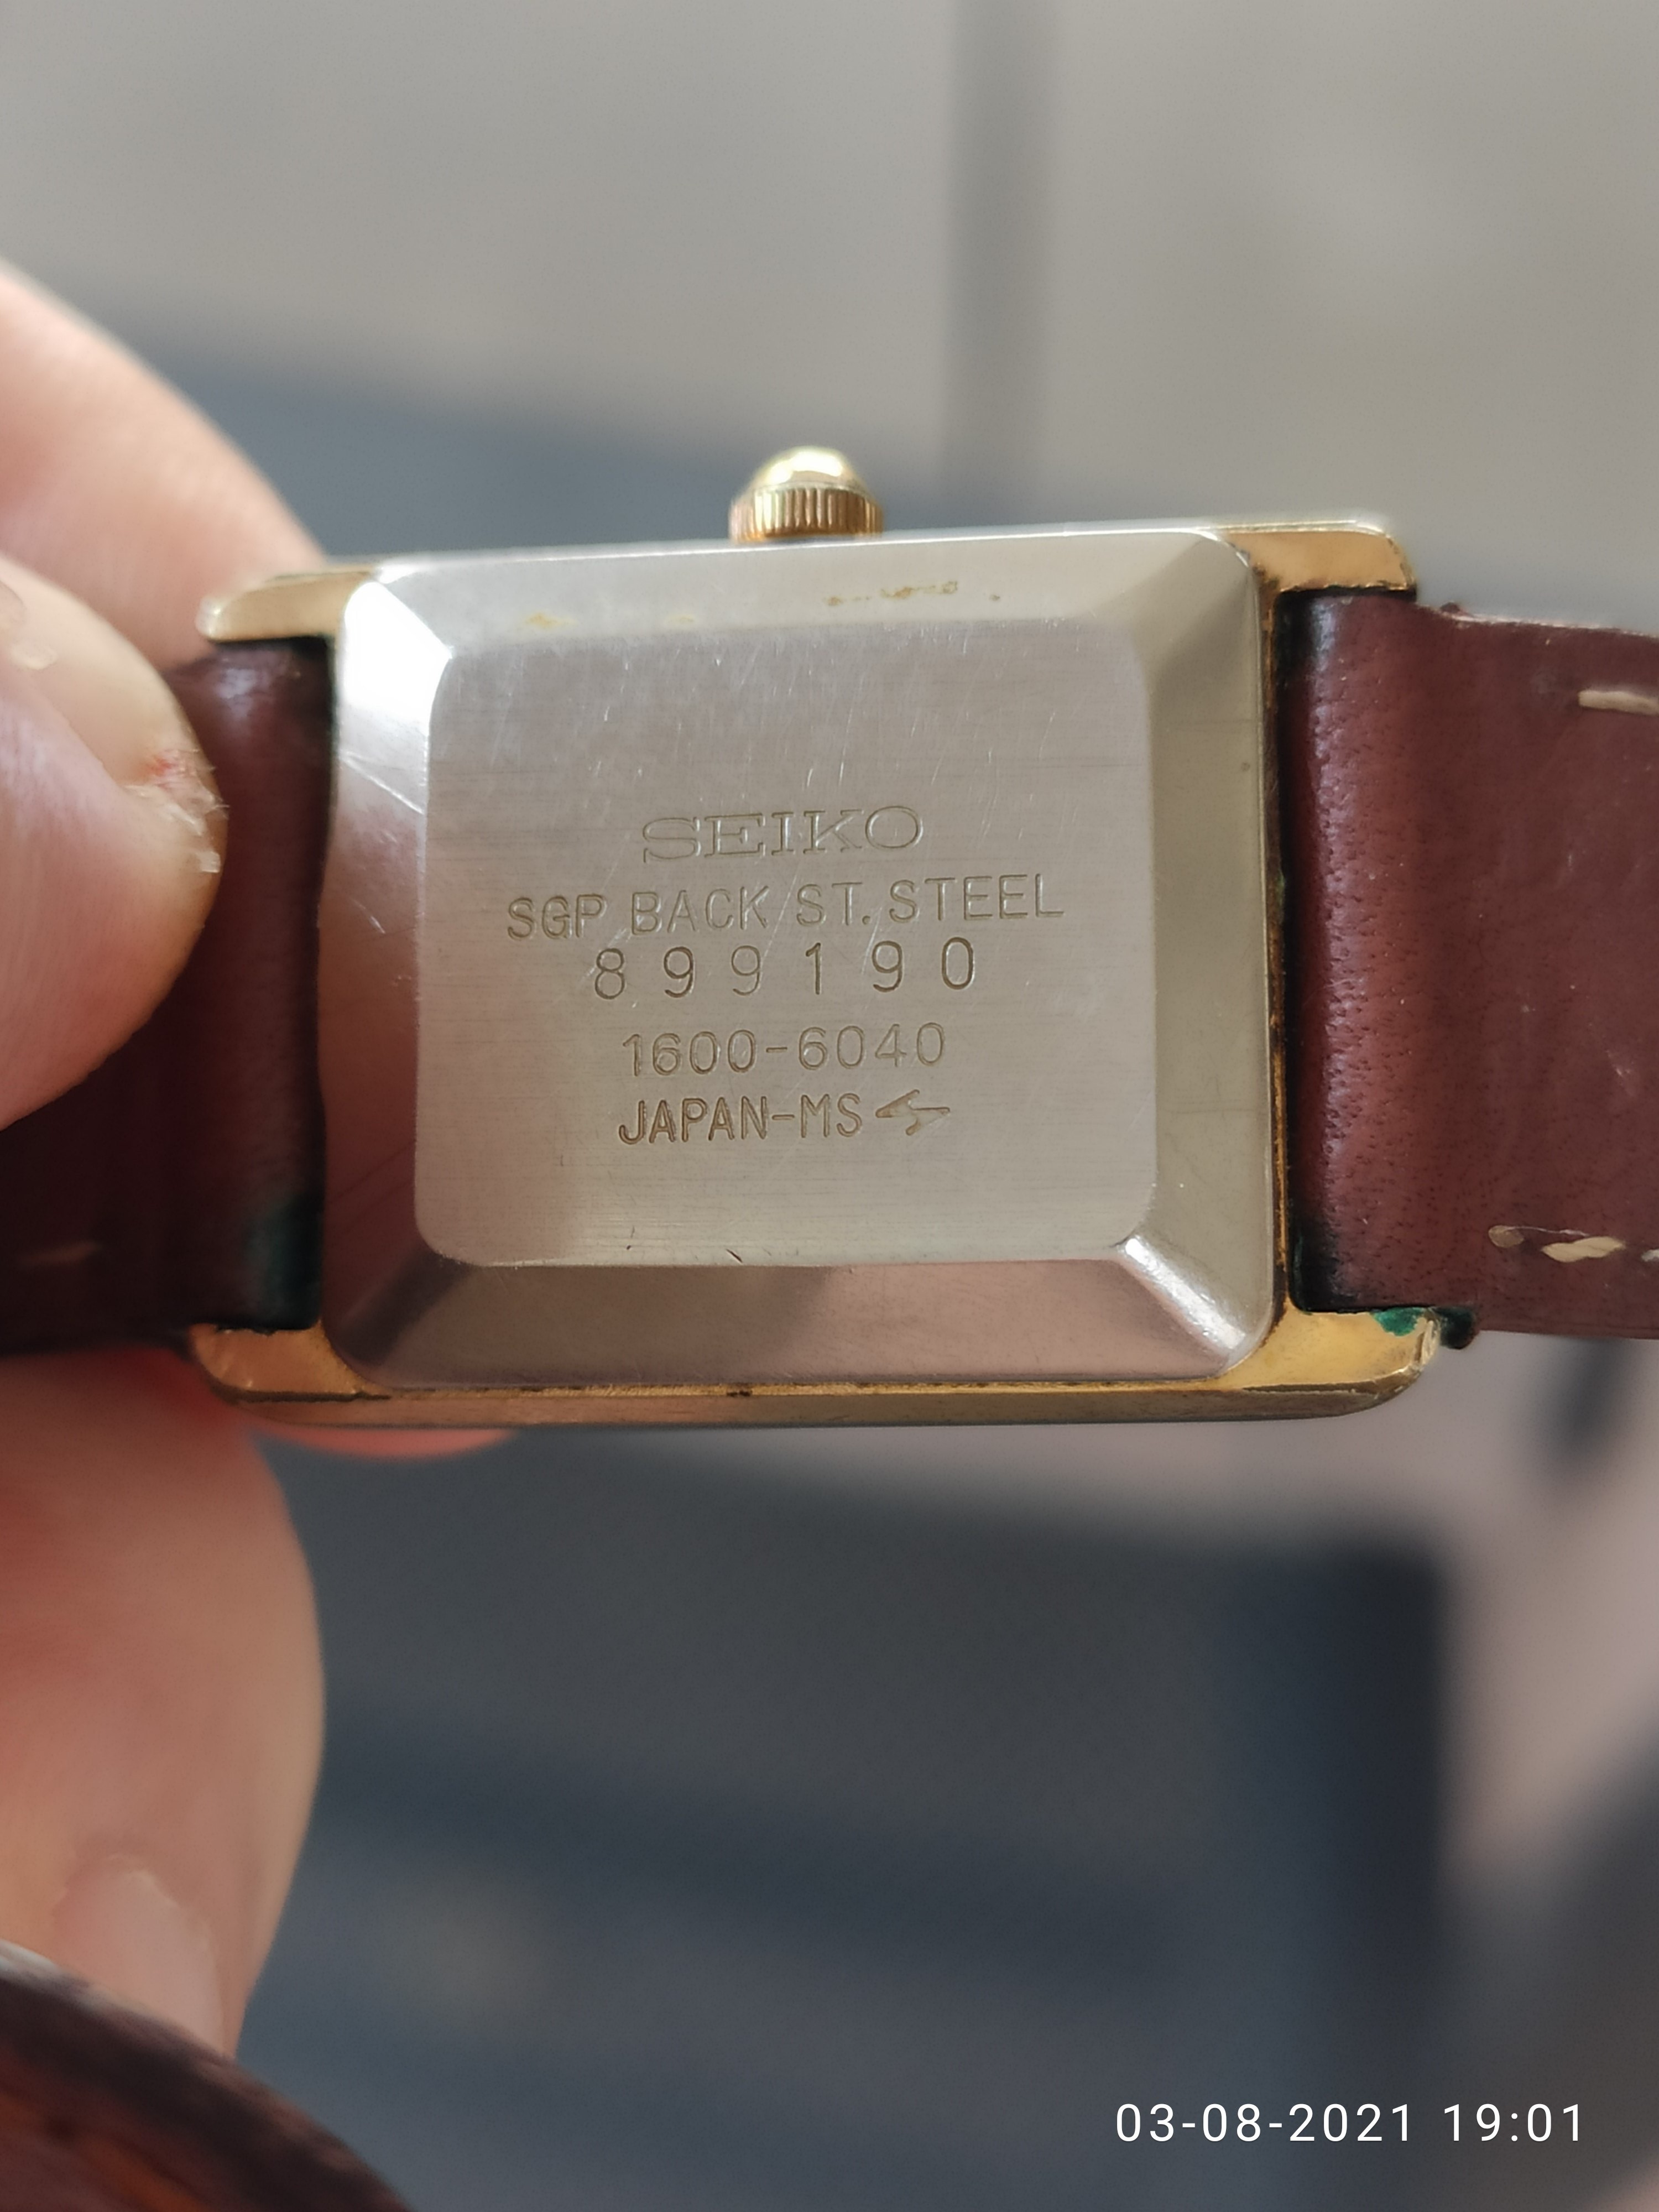 SEIKO
SGP BACK ST. STEEL
899190
1600-6040
JAPAN-MS
03-08-2021 19:01